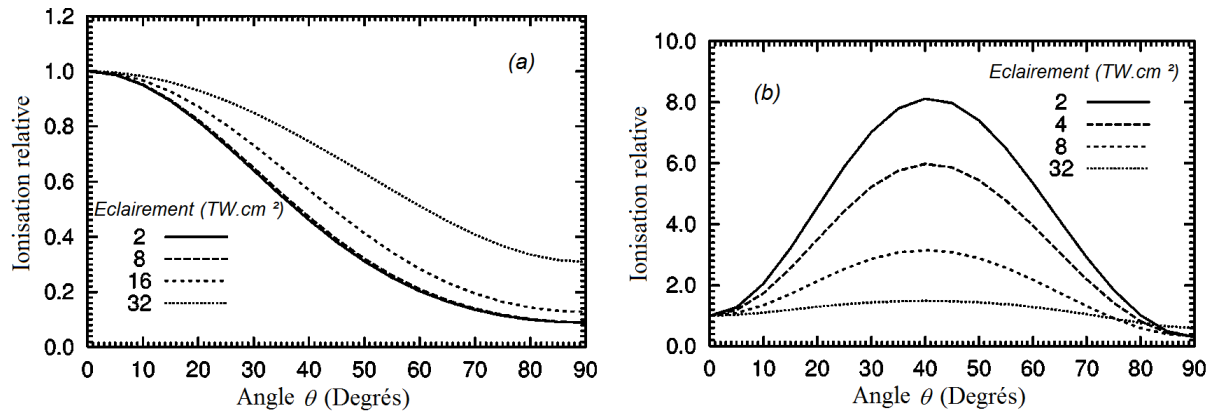 1.2
1.0
0.8
0.6
0.4
0.2
0.0
Ionisation relative
(a)
Eclairement (TW.cm ²)
2
8
16
32
0 10 20 30 40 50 60 70 80 90
Angle θ (Degrés)
10.0
8.0
6.0
4.0
2.0
1.0
0.0
Ionisation relative
(b)
Eclairement (TW.cm ²)
2
4
8
32
0 10 20 30 40 50 60 70 80 90
Angle θ (Degrés)